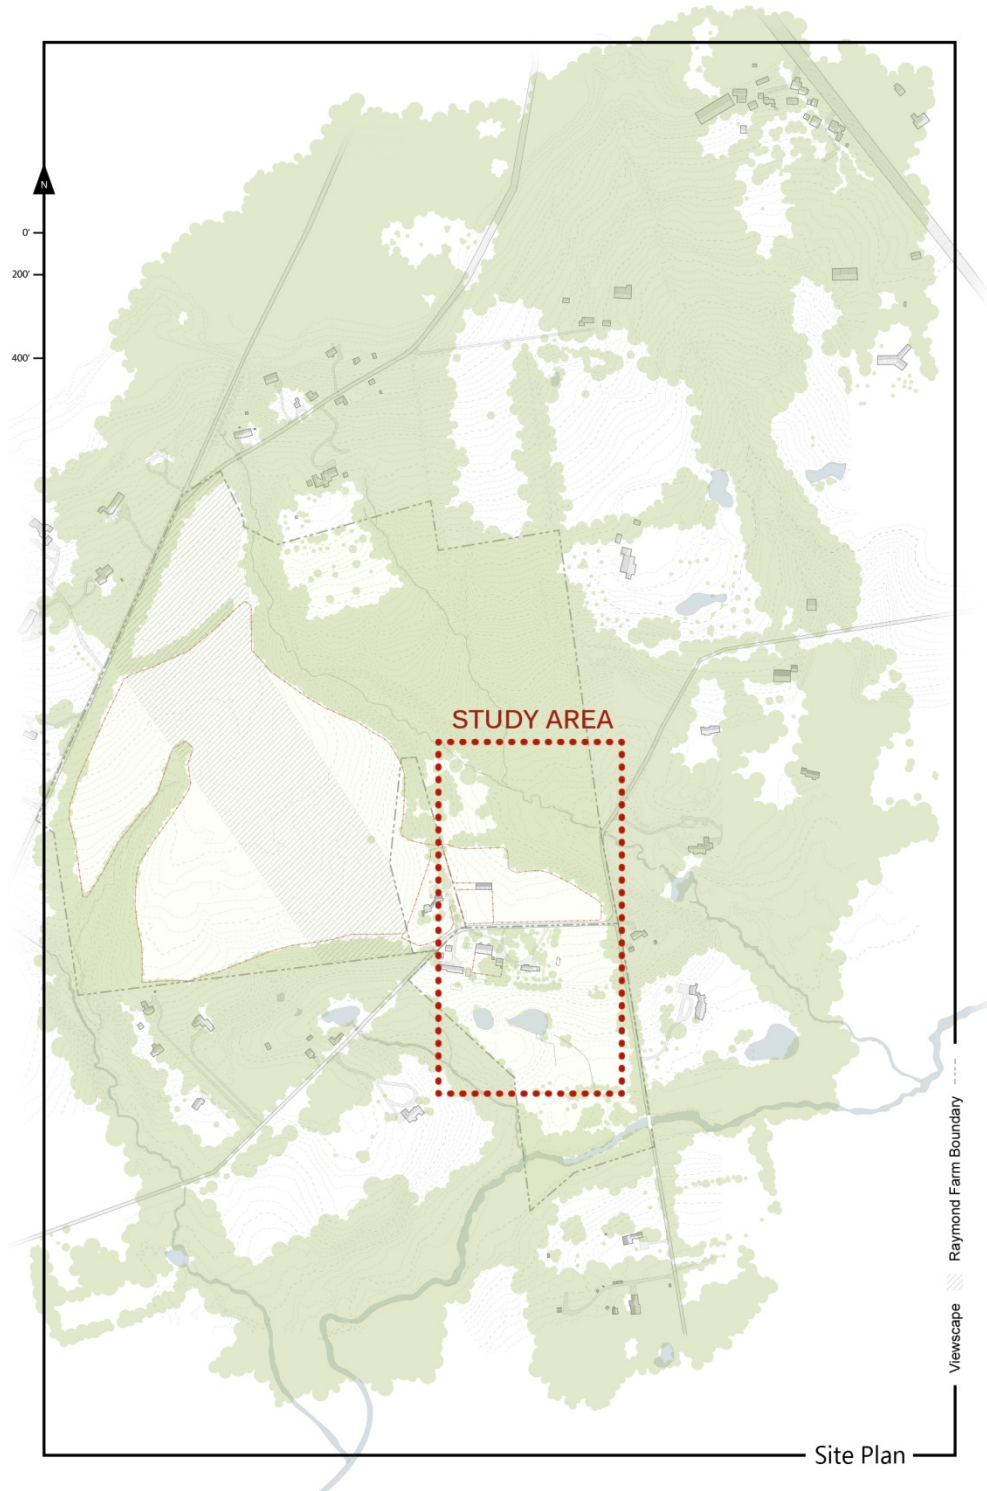 N
0'
200'
400'
STUDY AREA
Raymond Farm Boundary
Viewscape
Site Plan